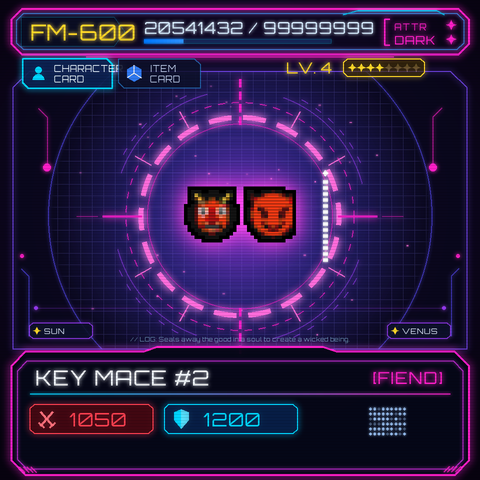 FM-600
20541432 / 99999999
ATTR
DARK
CHARACTER
CARD
ITEM
CARD
LV. 4
SUN
VENUS
// LOG: Seals away the good in a soul to create a wicked being.
KEY MACE #2
[FIEND]
1050
1200